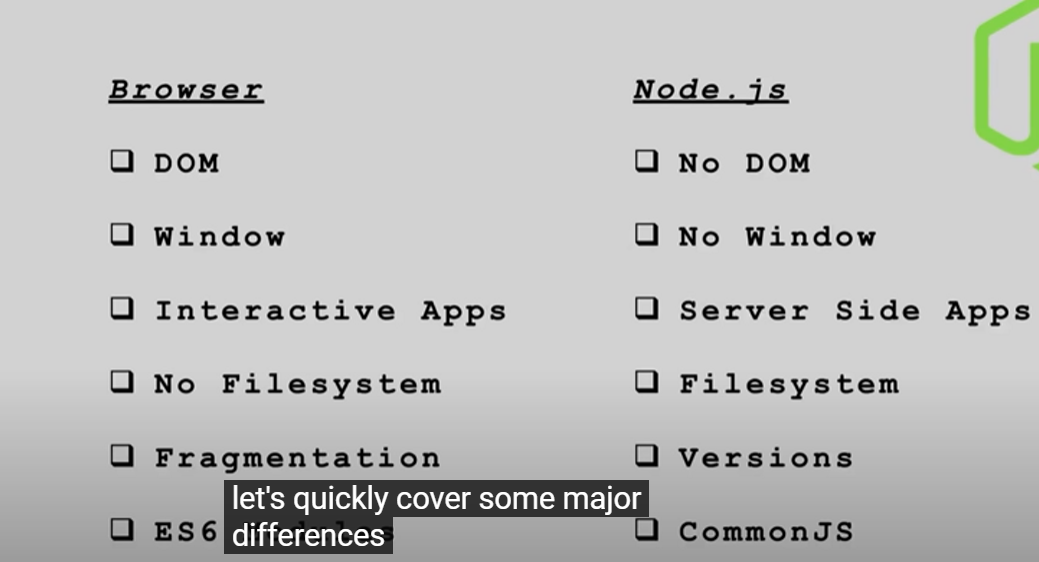 Browser
DOM
Window
Interactive Apps
No Filesystem
Fragmentation
ES6
Node.js
No DOM
No Window
Server Side Apps
Filesystem
Versions
CommonJS
let's quickly cover some major
differences